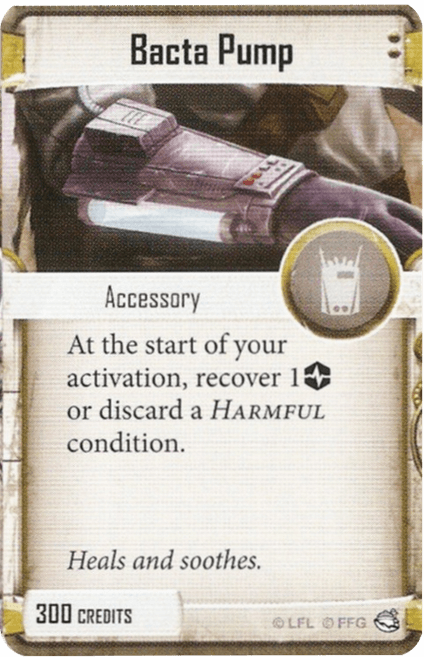 Bacta Pump
Accessory
At the start of your
activation, recover 1
or discard a HARMFUL
condition.
Heals and soothes.
300 CREDITS
© LFL © FFG